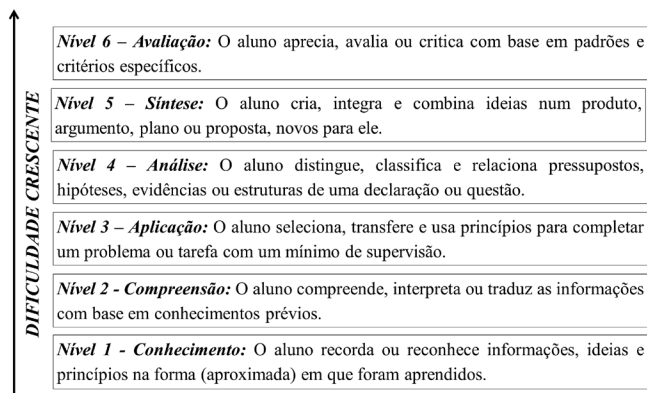 DIFICULDADE CRESCENTE
Nível 6 – Avaliação: O aluno aprecia, avalia ou critica com base em padrões e
critérios específicos.
Nível 5 – Síntese: O aluno cria, integra e combina ideias num produto,
argumento, plano ou proposta, novos para ele.
Nível 4 – Análise: O aluno distingue, classifica e relaciona pressupostos,
hipóteses, evidências ou estruturas de uma declaração ou questão.
Nível 3 – Aplicação: O aluno seleciona, transfere e usa princípios para completar
um problema ou tarefa com um mínimo de supervisão.
Nível 2 - Compreensão: O aluno compreende, interpreta ou traduz as informações
com base em conhecimentos prévios.
Nível 1 - Conhecimento: O aluno recorda ou reconhece informações, ideias e
princípios na forma (aproximada) em que foram aprendidos.